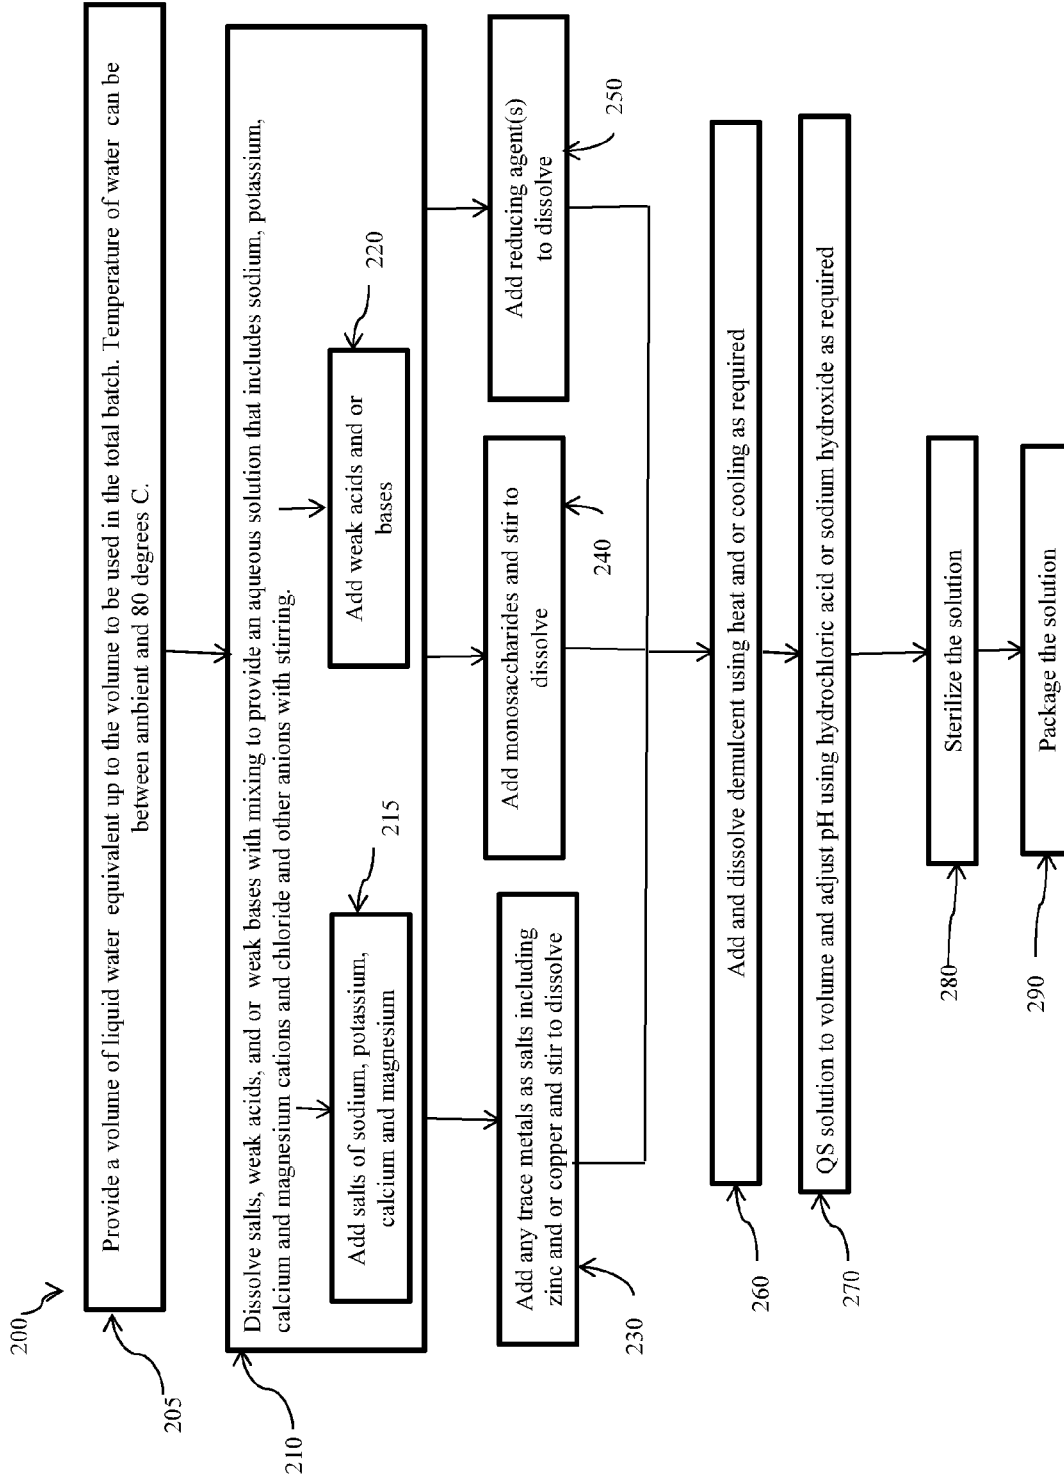 200
205
Provide a volume of liquid water equivalent up to the volume to be used in the total batch. Temperature of water can be
between ambient and 80 degrees C.
210
Dissolve salts, weak acids, and or weak bases with mixing to provide an aqueous solution that includes sodium, potassium,
calcium and magnesium cations and chloride and other anions with stirring.
215
Add salts of sodium, potassium,
calcium and magnesium
220
Add weak acids and or
bases
230
Add any trace metals as salts including
zinc and or copper and stir to dissolve
240
Add monosaccharides and stir to
dissolve
250
Add reducing agent(s)
to dissolve
260
Add and dissolve demulcent using heat and or cooling as required
270
QS solution to volume and adjust pH using hydrochloric acid or sodium hydroxide as required
280
Sterilize the solution
290
Package the solution